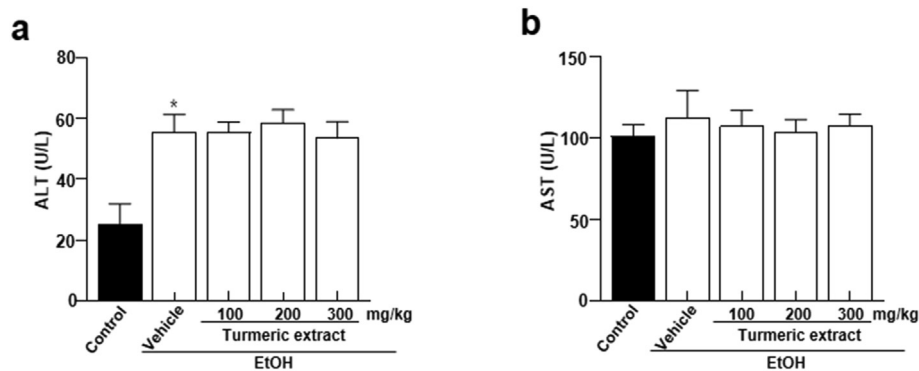 a
80
60
40
20
0
ALT (U/L)
*
Control
Vehicle
100 200 300 mg/kg
Turmeric extract
EtOH
b
150
100
50
0
AST (U/L)
Control
Vehicle
100 200 300 mg/kg
Turmeric extract
EtOH